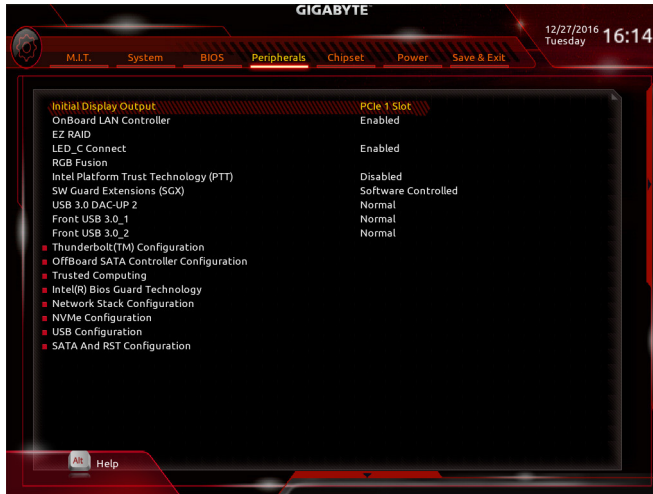 GIGABYTE™
12/27/2016 16:14
Tuesday
M.I.T. System BIOS Peripherals Chipset Power Save & Exit
Initial Display Output PCIe 1 Slot
OnBoard LAN Controller Enabled
EZ RAID
LED_C Connect Enabled
RGB Fusion
Intel Platform Trust Technology (PTT) Disabled
SW Guard Extensions (SGX) Software Controlled
USB 3.0 DAC-UP 2 Normal
Front USB 3.0_1 Normal
Front USB 3.0_2 Normal
Thunderbolt(TM) Configuration
OffBoard SATA Controller Configuration
Trusted Computing
Intel(R) Bios Guard Technology
Network Stack Configuration
NVMe Configuration
USB Configuration
SATA And RST Configuration
Alt Help